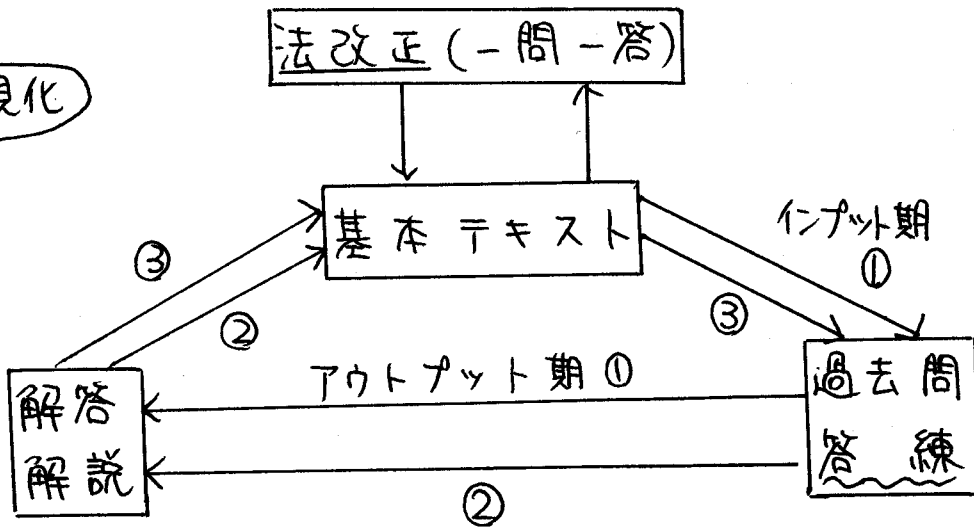 法改正(一問一答)
視化
基本テキスト
インプット期
①
③
②
③
アウトプット期①
解答
解説
過去問
答練
②